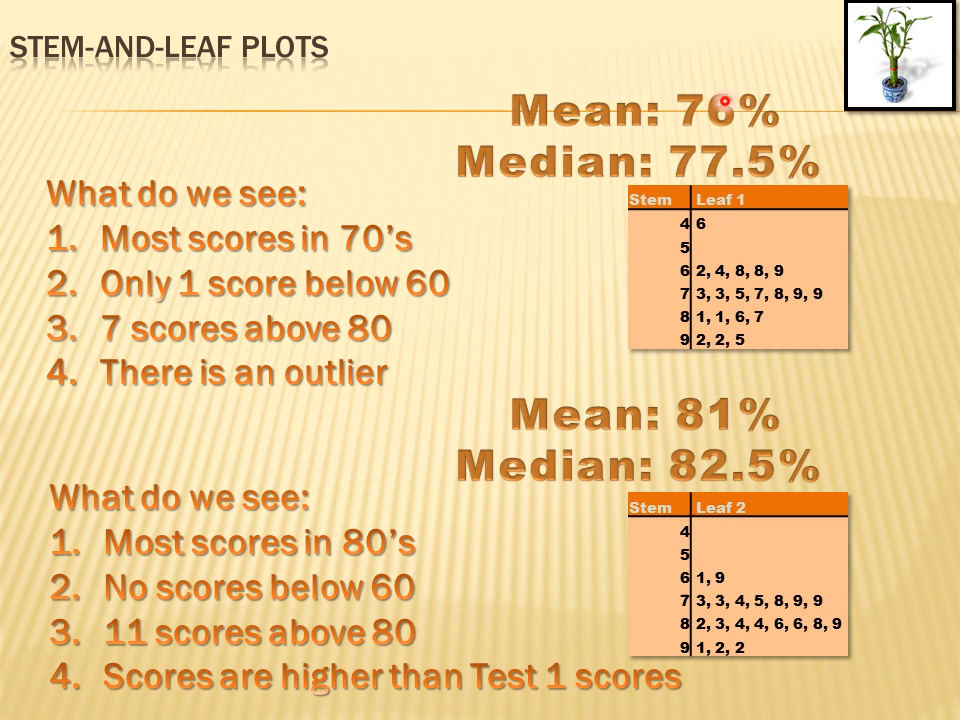 STEM-AND-LEAF PLOTS
Mean: 76%
Median: 77.5%
What do we see:
1. Most scores in 70's
2. Only 1 score below 60
3. 7 scores above 80
4. There is an outlier
Stem Leaf 1
4 6
5
6 2, 4, 8, 8, 9
7 3, 3, 5, 7, 8, 9, 9
8 1, 1, 6, 7
9 2, 2, 5
Mean: 81%
Median: 82.5%
What do we see:
1. Most scores in 80's
2. No scores below 60
3. 11 scores above 80
4. Scores are higher than Test 1 scores
Stem Leaf 2
4
5
6 1, 9
7 3, 3, 4, 5, 8, 9, 9
8 2, 3, 4, 4, 6, 6, 8, 9
9 1, 2, 2